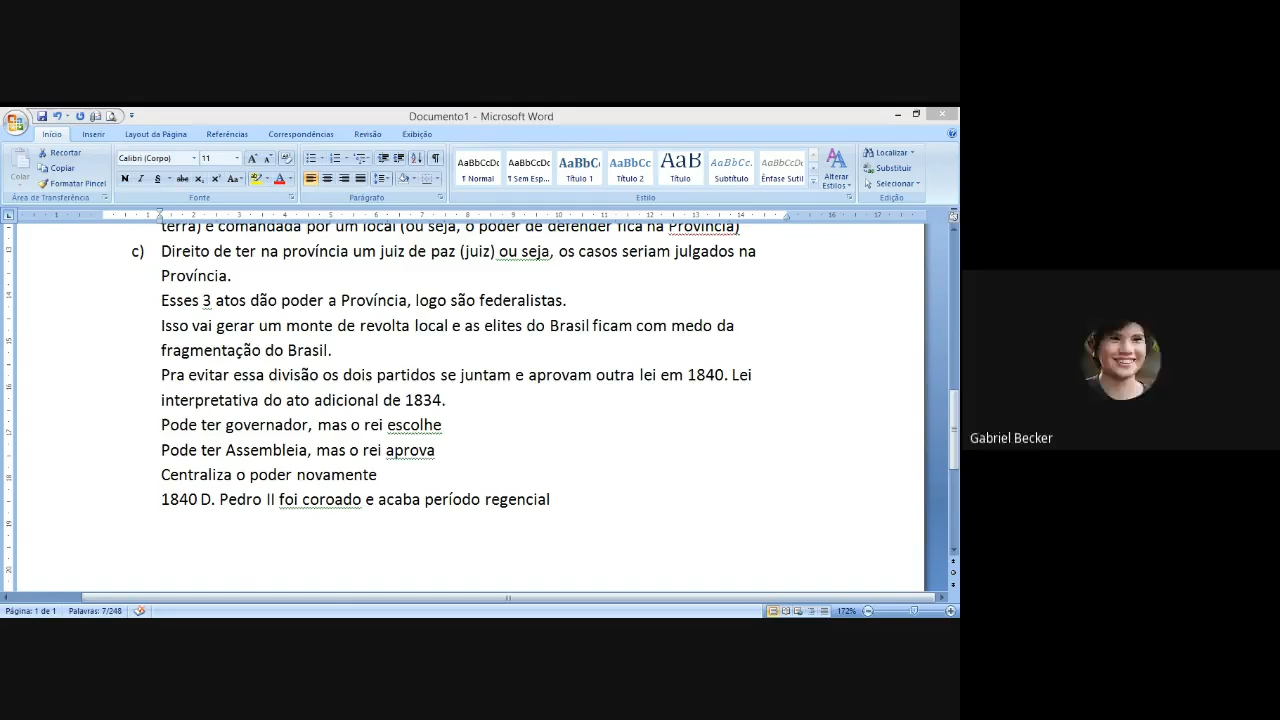 Documento1 - Microsoft Word
Início Inserir Layout da Página Referências Correspondências Revisão Exibição
Colar
Recortar
Copiar
Formatar Pincel
Área de Transferência
Calibri (Corpo) 11
Fonte
Parágrafo
AaBbCcDc AaBbCcDc AaBbC AaBbCc AaB AaBbCc. AaBbCcDc
¶ Normal ¶ Sem Esp... Título 1 Título 2 Título Subtítulo Ênfase Sutil
Estilo
Alterar Estilos
Localizar
Substituir
Selecionar
Edição
terra) e comandada por um local (ou seja, o poder de defender fica na Província)
c) Direito de ter na província um juiz de paz (juiz) ou seja, os casos seriam julgados na
Província.
Esses 3 atos dão poder a Província, logo são federalistas.
Isso vai gerar um monte de revolta local e as elites do Brasil ficam com medo da
fragmentação do Brasil.
Pra evitar essa divisão os dois partidos se juntam e aprovam outra lei em 1840. Lei
interpretativa do ato adicional de 1834.
Pode ter governador, mas o rei escolhe
Pode ter Assembleia, mas o rei aprova
Centraliza o poder novamente
1840 D. Pedro II foi coroado e acaba período regencial
Gabriel Becker
Página: 1 de 1 Palavras: 7/248 172%